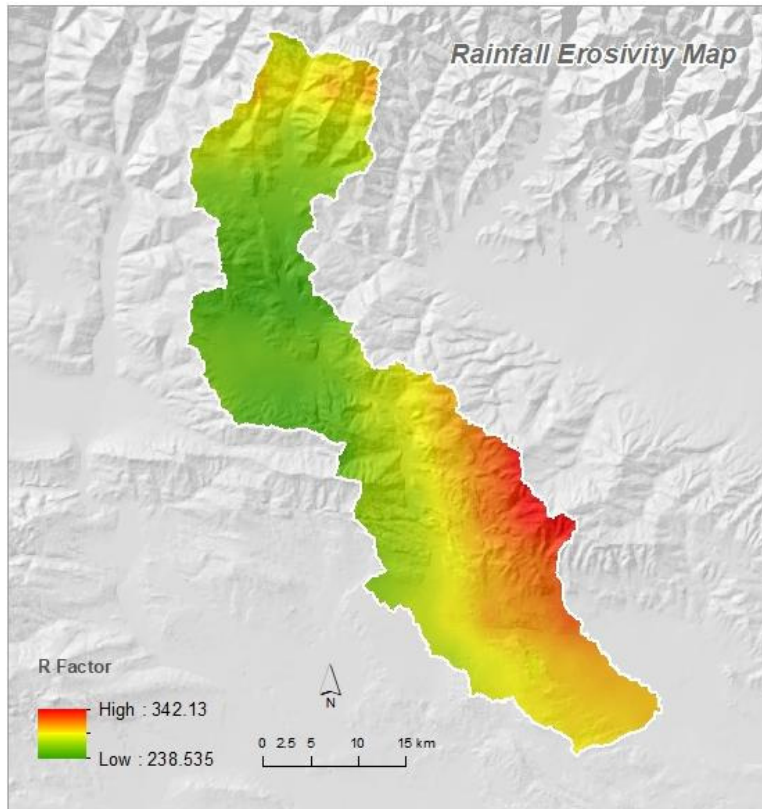 Rainfall Erosivity Map
R Factor
High : 342.13
Low : 238.535
N
0 2.5 5 10 15 km